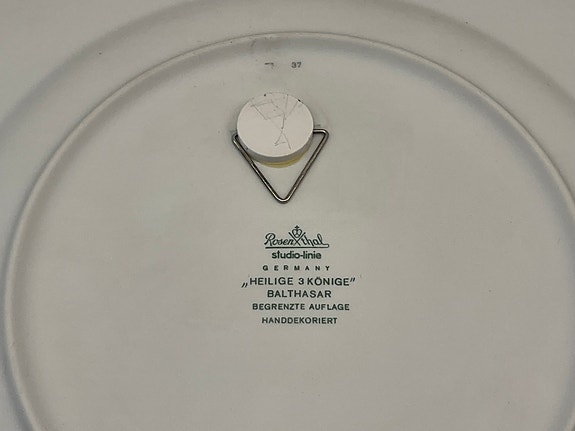 37
Rosenthal
studio-linie
GERMANY
„HEILIGE 3 KÖNIGE”
BALTHASAR
BEGRENZTE AUFLAGE
HANDDEKORIERT